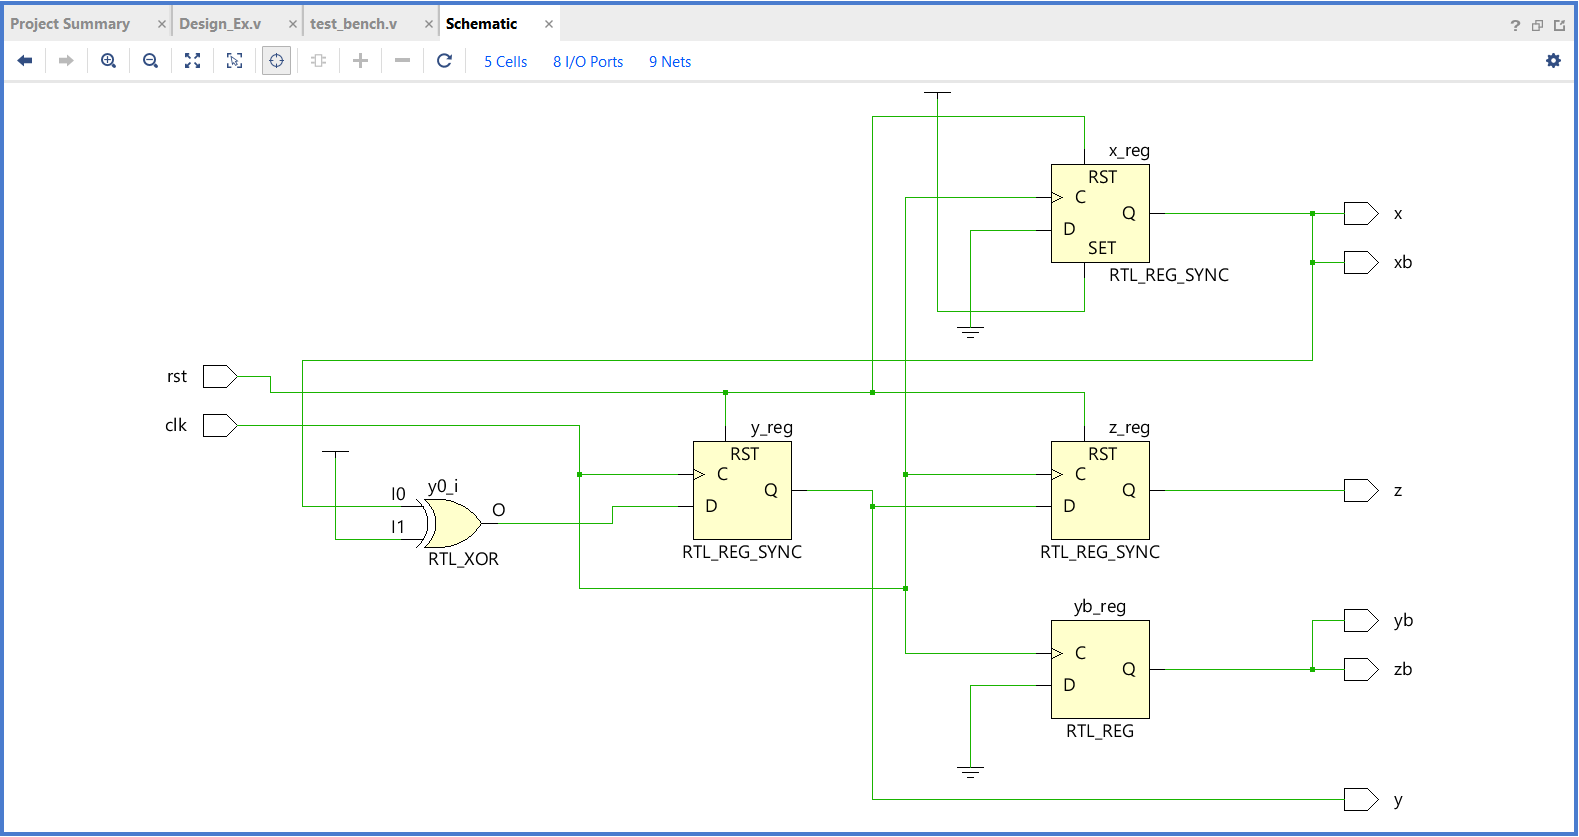 Project Summary × Design_Ex.v × test_bench.v × Schematic ×
?
5 Cells 8 I/O Ports 9 Nets
x_reg
RST
C
Q
D
SET
RTL_REG_SYNC
x
xb
rst
clk
y0_i
I0
I1
O
RTL_XOR
y_reg
RST
C
Q
D
RTL_REG_SYNC
z_reg
RST
C
Q
D
RTL_REG_SYNC
z
yb_reg
C
Q
D
RTL_REG
yb
zb
y